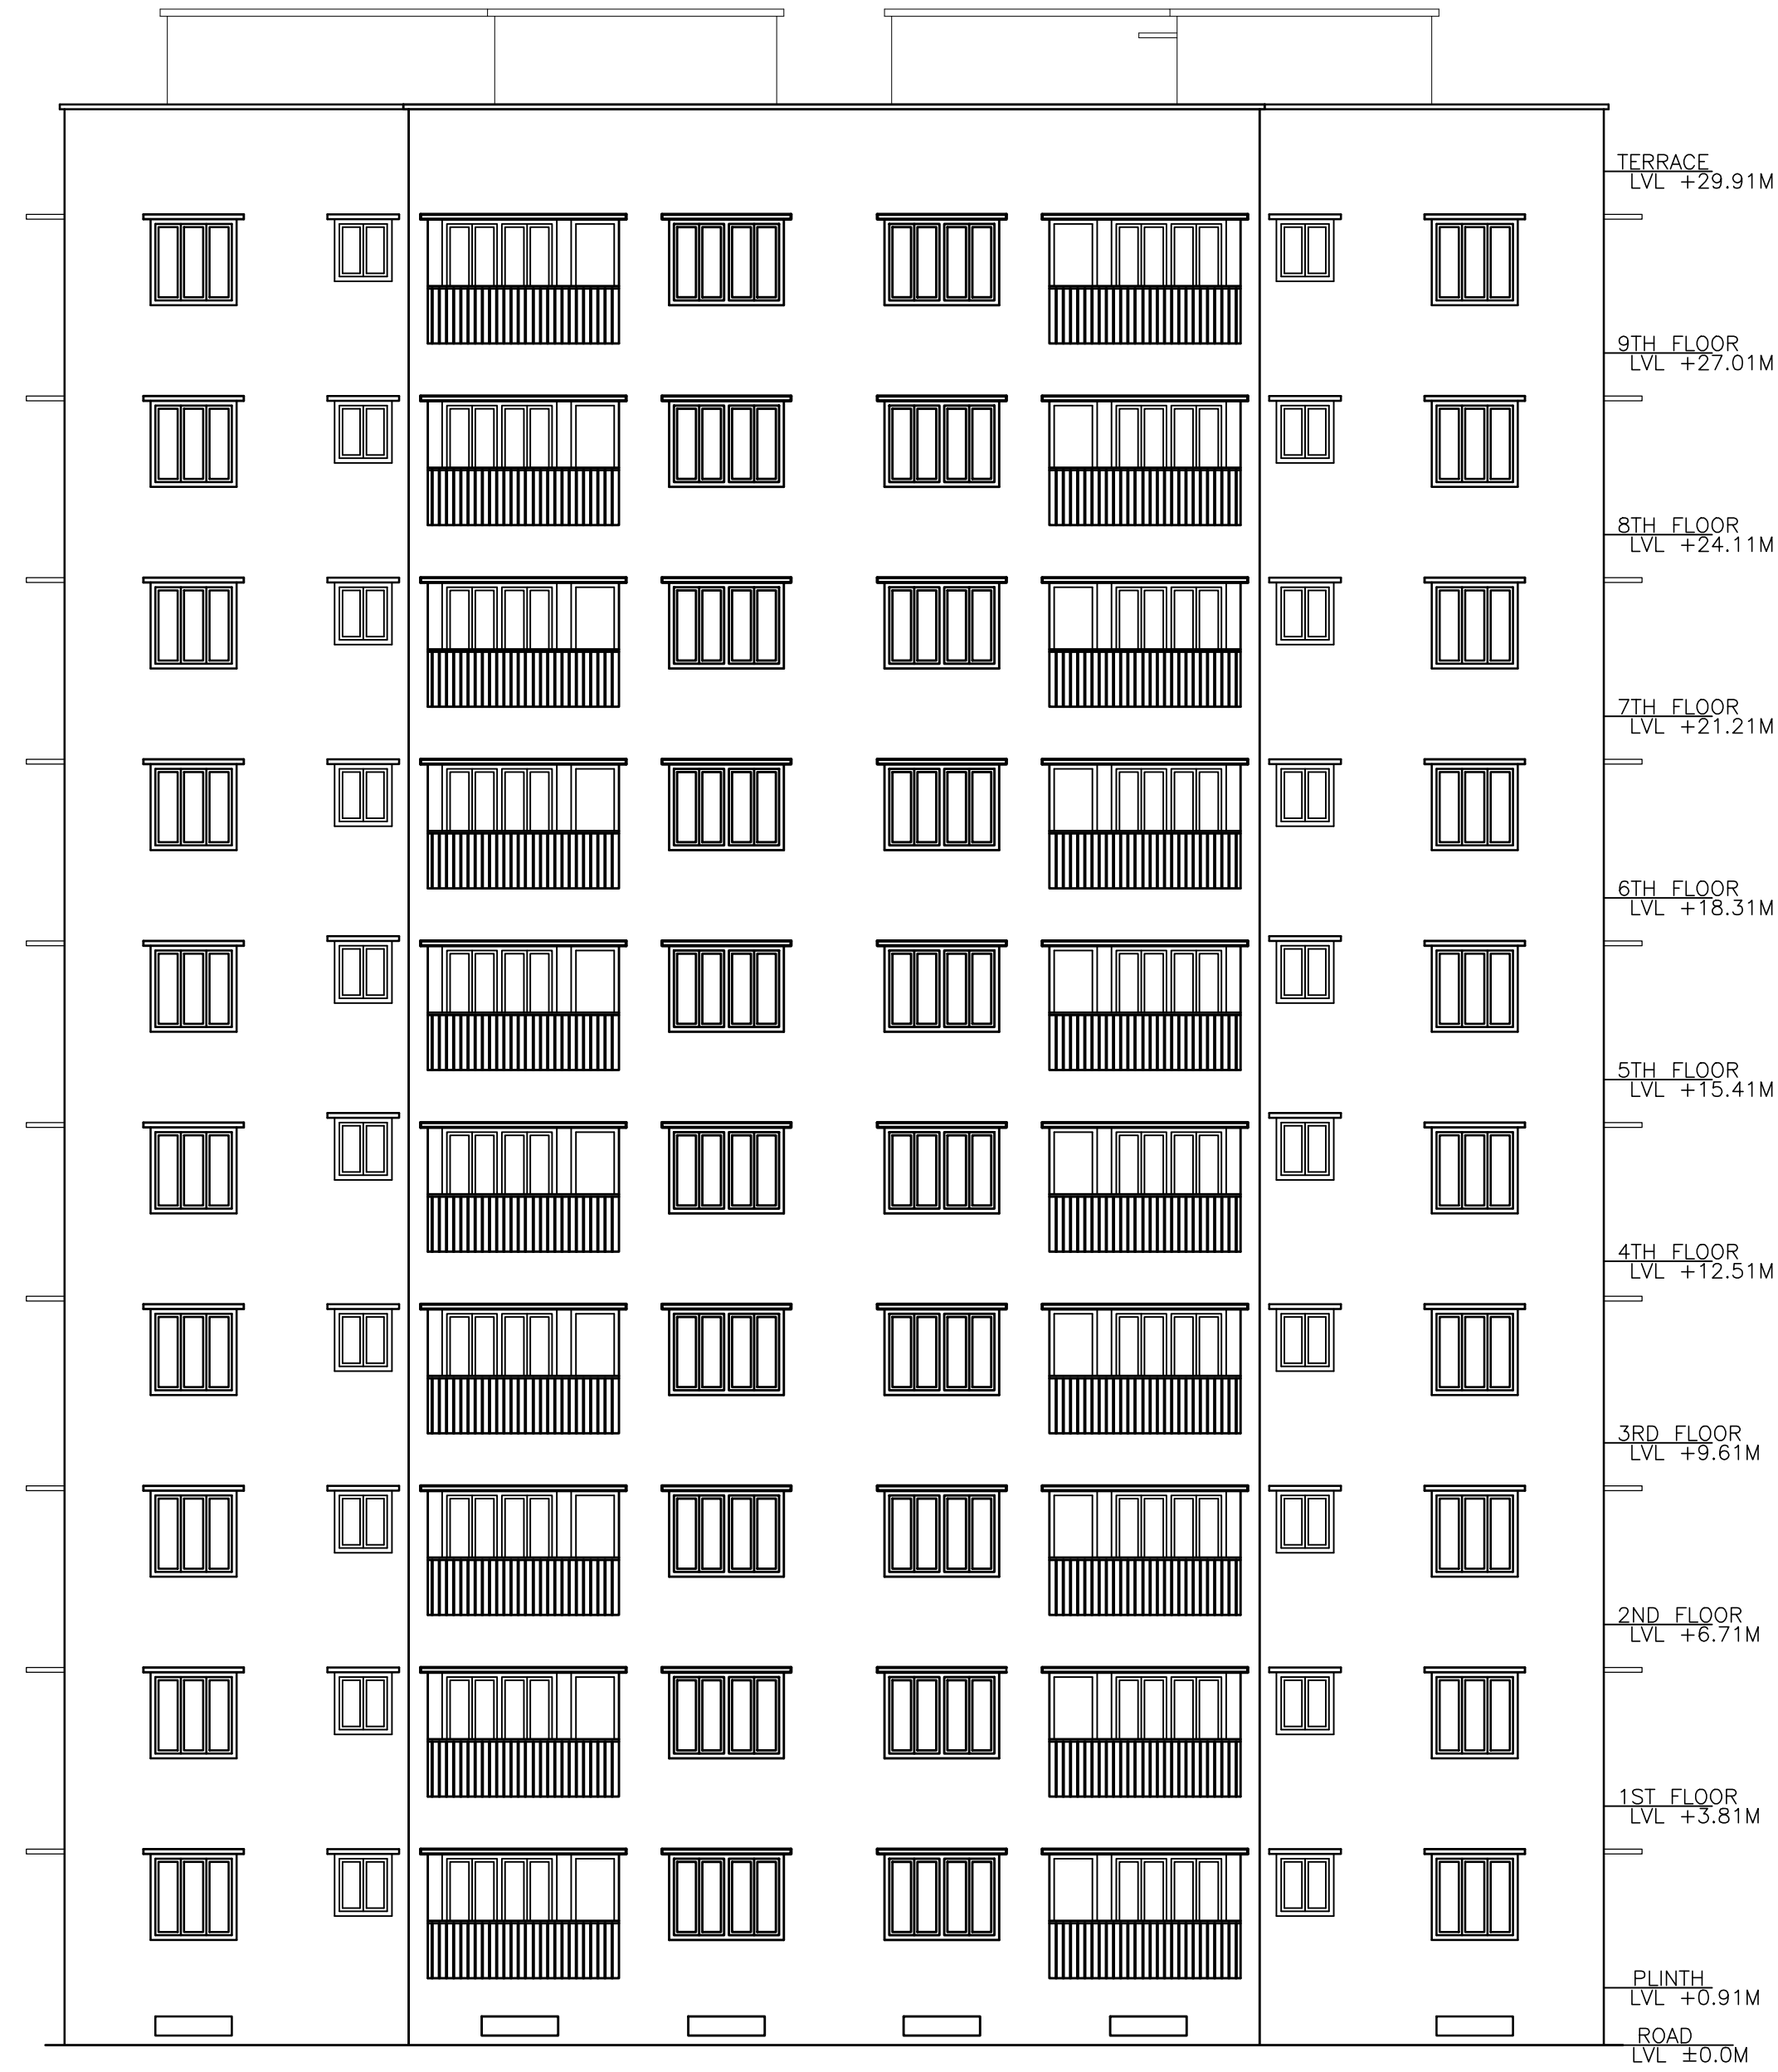 TERRACE
LVL +29.91M
9TH FLOOR
LVL +27.01M
8TH FLOOR
LVL +24.11M
7TH FLOOR
LVL +21.21M
6TH FLOOR
LVL +18.31M
5TH FLOOR
LVL +15.41M
4TH FLOOR
LVL +12.51M
3RD FLOOR
LVL +9.61M
2ND FLOOR
LVL +6.71M
1ST FLOOR
LVL +3.81M
PLINTH
LVL +0.91M
ROAD
LVL ±0.0M